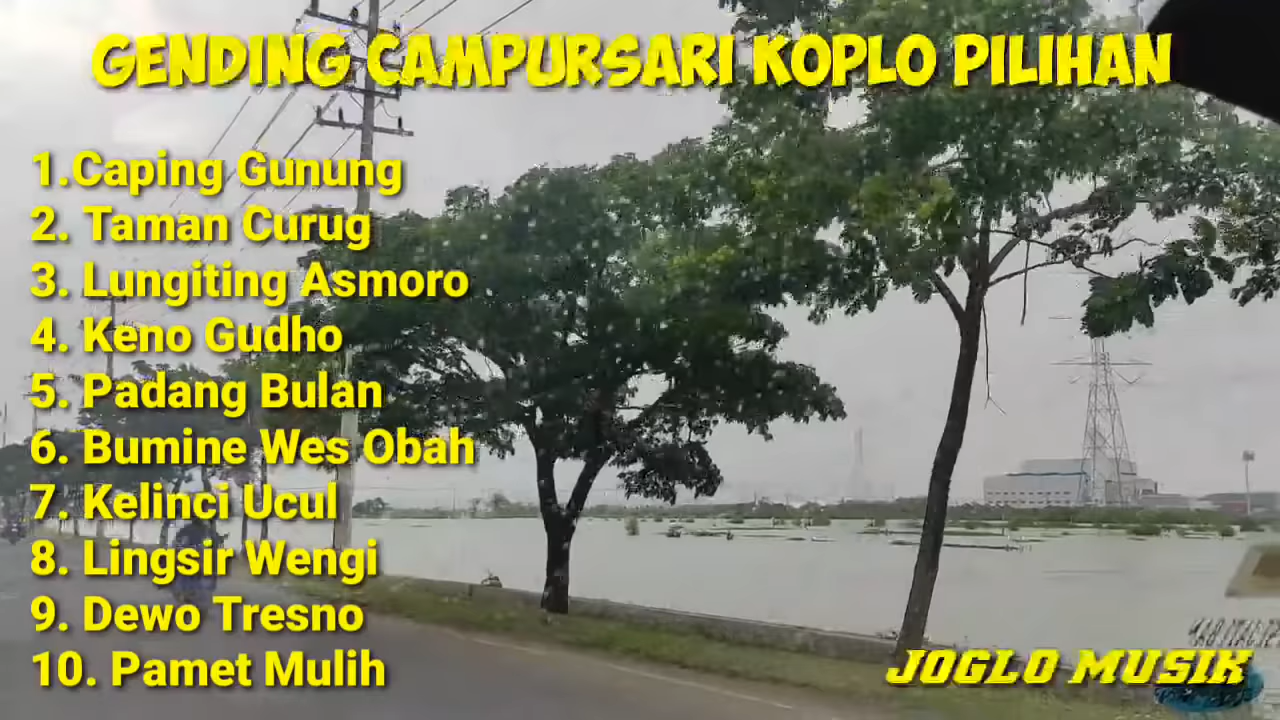 GENDING CAMPURSARI KOPLO PILIHAN
1.Caping Gunung
2. Taman Curug
3. Lungiting Asmoro
4. Keno Gudho
5. Padang Bulan
6. Bumine Wes Obah
7. Kelinci Ucul
8. Lingsir Wengi
9. Dewo Tresno
10. Pamet Mulih
JOGLO MUSIK